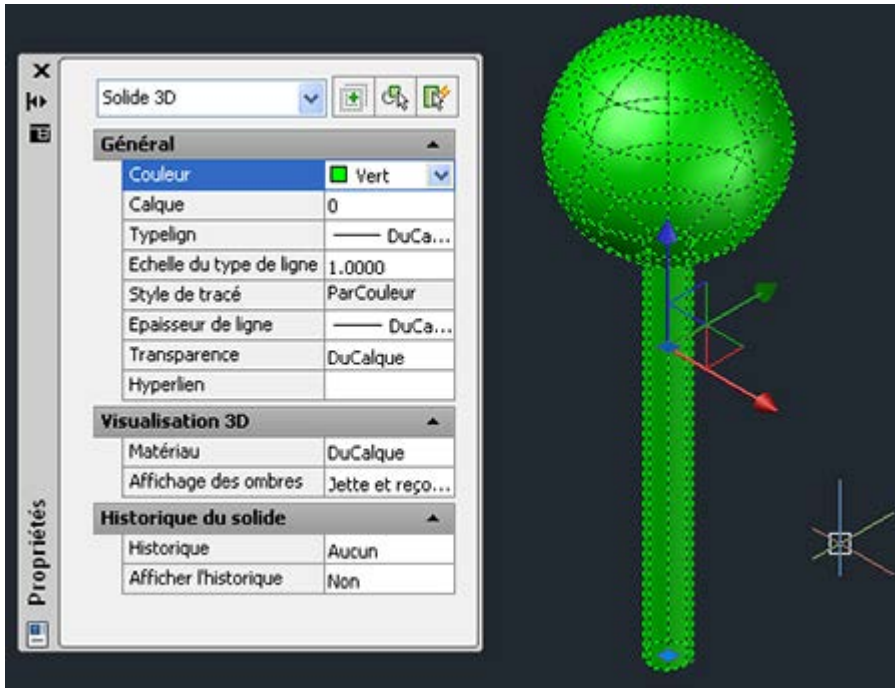 Solide 3D
Général
Couleur Vert
Calque 0
Typelign DuCa...
Echelle du type de ligne 1.0000
Style de tracé ParCouleur
Epaisseur de ligne DuCa...
Transparence DuCalque
Hyperlien
Visualisation 3D
Matériau DuCalque
Affichage des ombres Jette et reço...
Historique du solide
Historique Aucun
Afficher l'historique Non
Propriétés